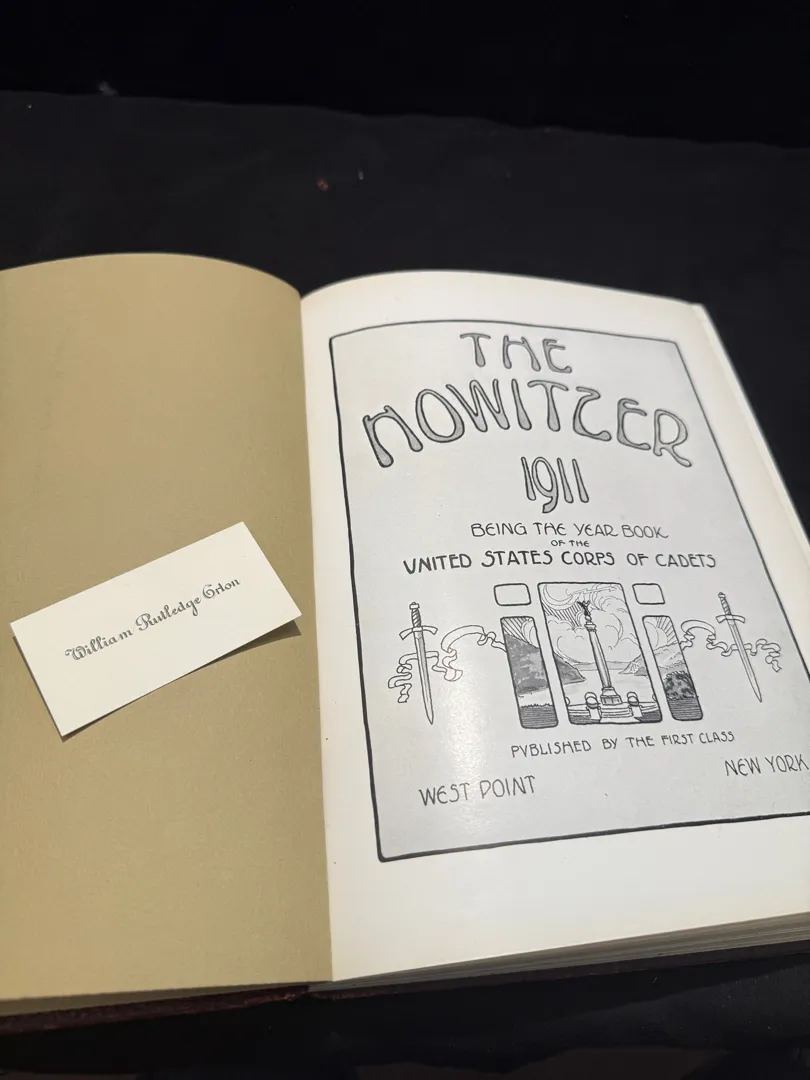 William Rutledge Orton
THE
HOWITZER
1911
BEING THE YEAR BOOK
OF THE
UNITED STATES CORPS OF CADETS
PUBLISHED BY THE FIRST CLASS
WEST POINT
NEW YORK